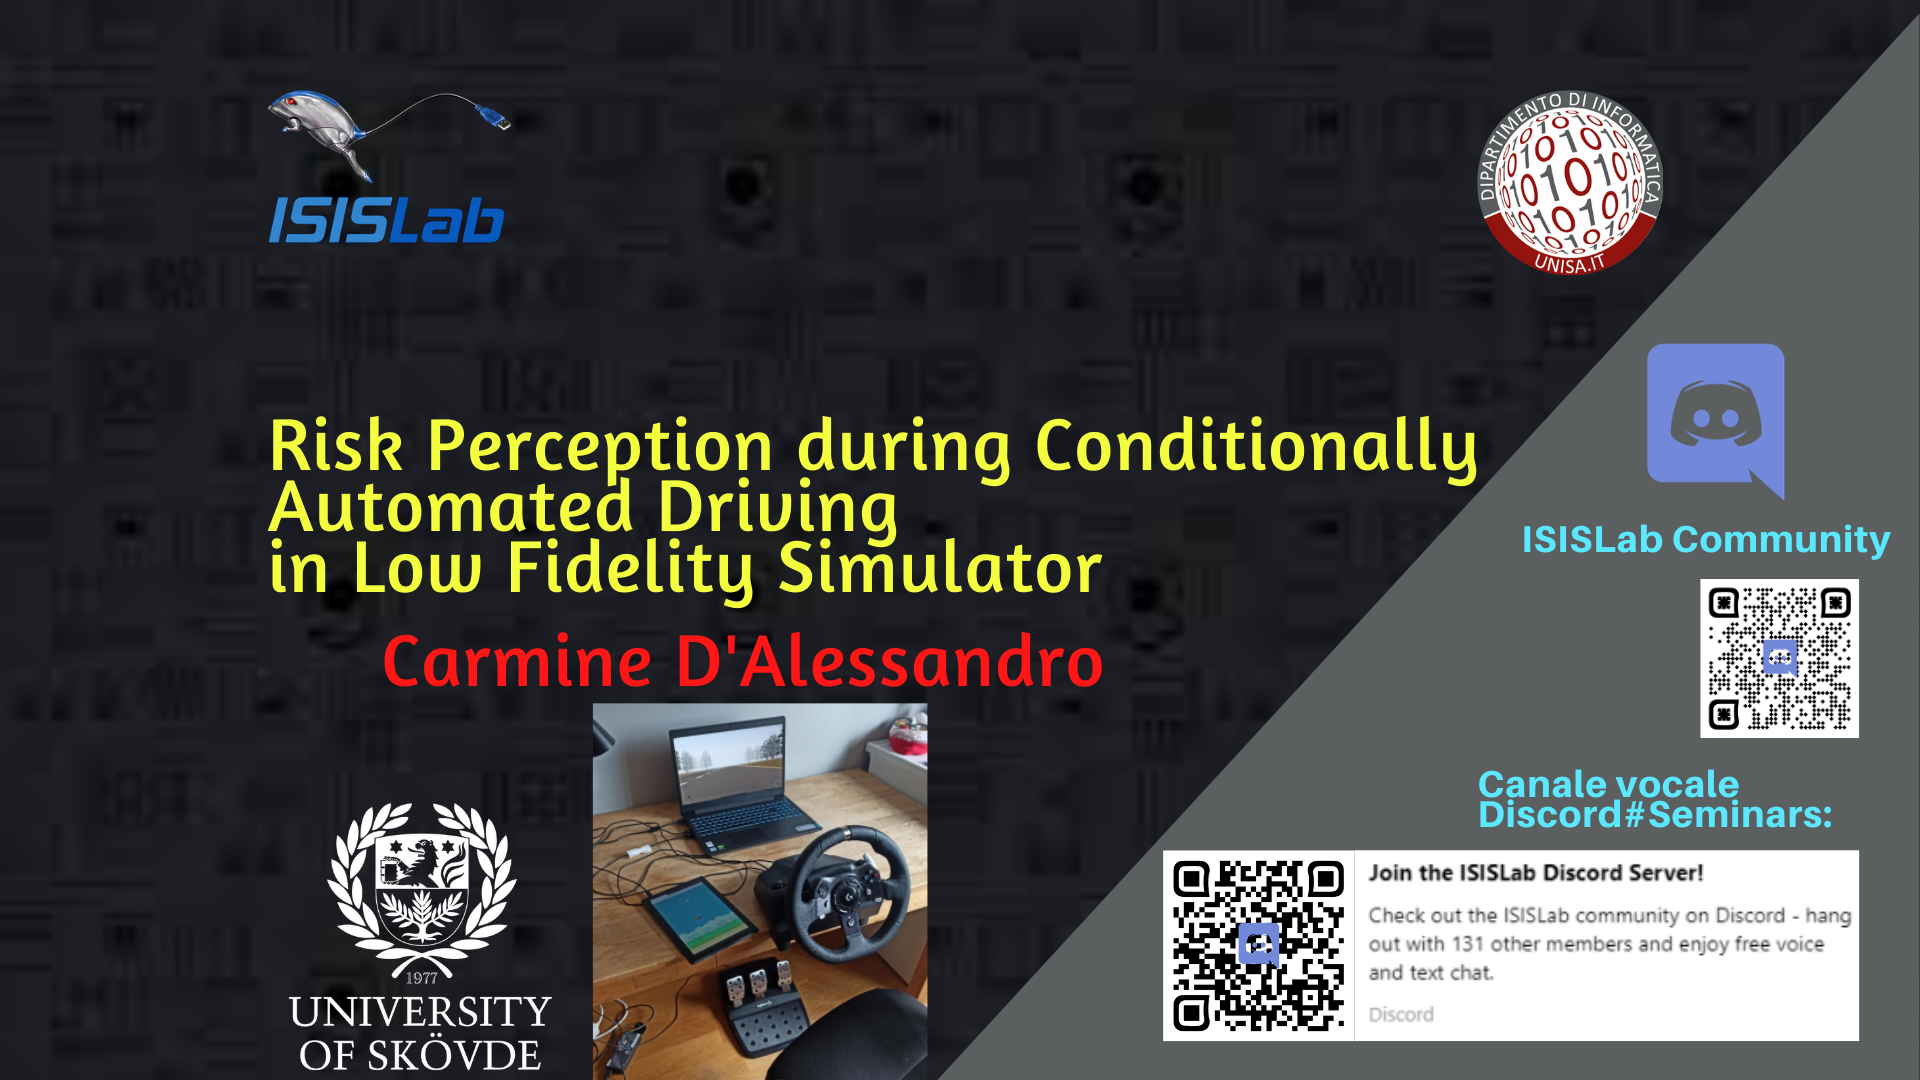 ISISLab
DIPARTIMENTO DI INFORMATICA
UNISA.IT
Risk Perception during Conditionally
Automated Driving
in Low Fidelity Simulator
Carmine D'Alessandro
1977
UNIVERSITY
OF SKÖVDE
ISISLab Community
Canale vocale
Discord#Seminars:
Join the ISISLab Discord Server!
Check out the ISISLab community on Discord - hang
out with 131 other members and enjoy free voice
and text chat.
Discord